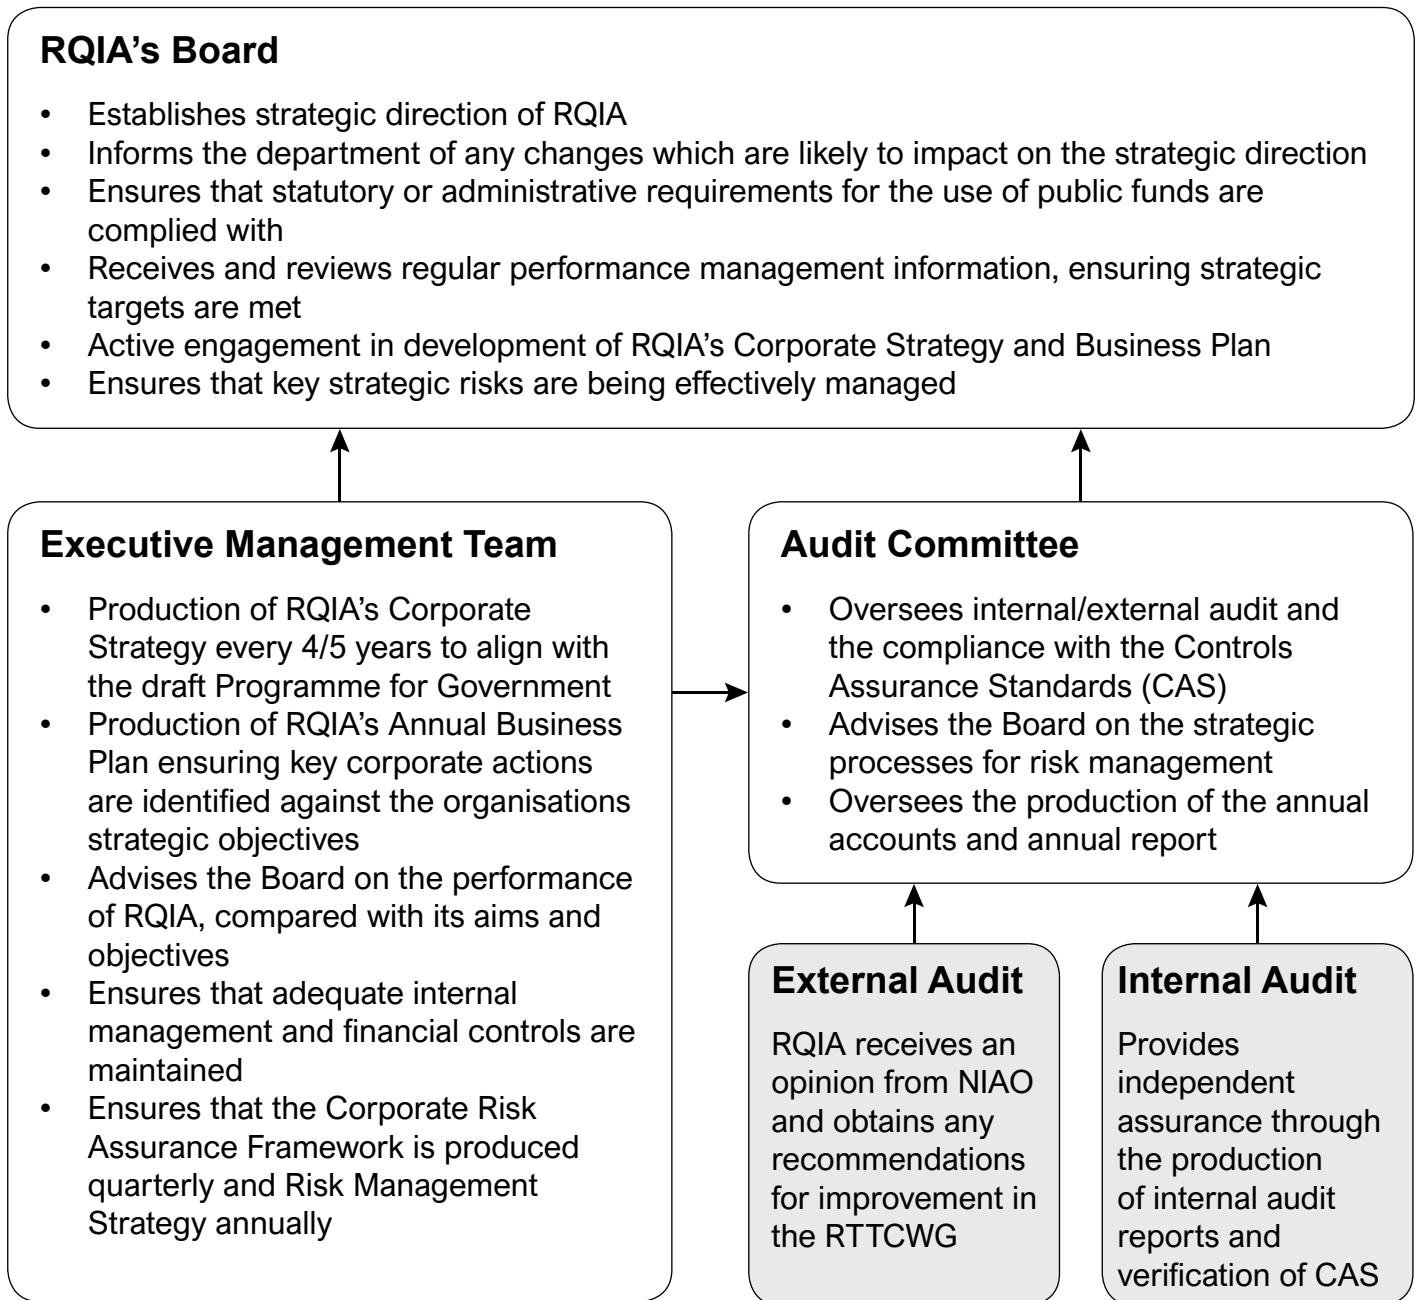 RQIA’s Board
• Establishes strategic direction of RQIA
• Informs the department of any changes which are likely to impact on the strategic direction
• Ensures that statutory or administrative requirements for the use of public funds are
complied with
• Receives and reviews regular performance management information, ensuring strategic
targets are met
• Active engagement in development of RQIA’s Corporate Strategy and Business Plan
• Ensures that key strategic risks are being effectively managed
Executive Management Team
• Production of RQIA’s Corporate
Strategy every 4/5 years to align with
the draft Programme for Government
• Production of RQIA’s Annual Business
Plan ensuring key corporate actions
are identified against the organisations
strategic objectives
• Advises the Board on the performance
of RQIA, compared with its aims and
objectives
• Ensures that adequate internal
management and financial controls are
maintained
• Ensures that the Corporate Risk
Assurance Framework is produced
quarterly and Risk Management
Strategy annually
Audit Committee
• Oversees internal/external audit and
the compliance with the Controls
Assurance Standards (CAS)
• Advises the Board on the strategic
processes for risk management
• Oversees the production of the annual
accounts and annual report
External Audit
RQIA receives an
opinion from NIAO
and obtains any
recommendations
for improvement in
the RTTCWG
Internal Audit
Provides
independent
assurance through
the production
of internal audit
reports and
verification of CAS